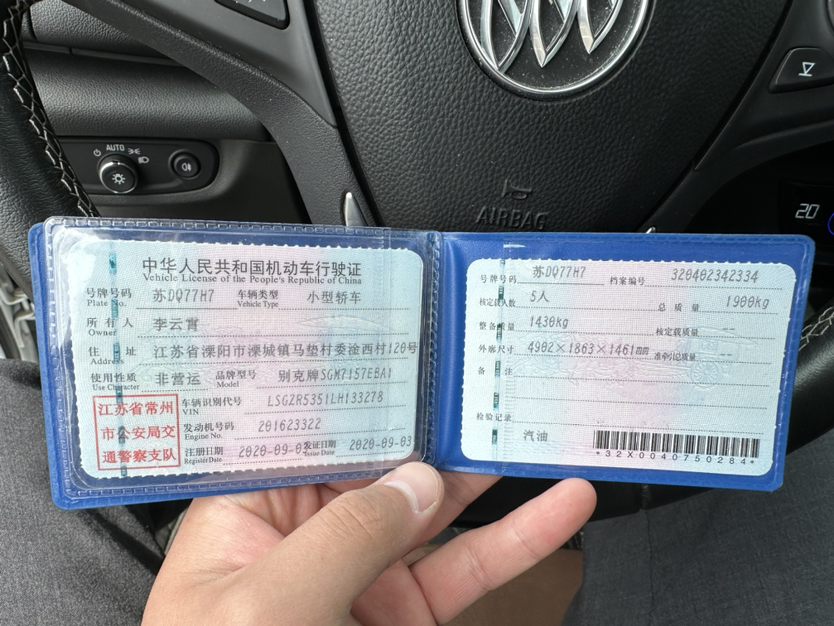 AUTO
AIRBAG
20
中华人民共和国机动车行驶证
Vehicle License of the People's Republic of China
号牌号码 苏DQ77H7 车辆类型 小型轿车
Plate No. Vehicle Type
所有人 李云霄
Owner
住址 江苏省溧阳市溧城镇马垫村委淦西村120号
Address
使用性质 非营运 品牌型号 别克牌SGM7157EBA1
Use Character Model
江苏省常州
市公安局交
通警察支队
车辆识别代号 LSGZR5351LH133278
VIN
发动机号码 201623322
Engine No.
注册日期 2020-09-0 发证日期 2020-09-03
Register Date Issue Date
号牌号码 苏DQ77H7 档案编号 320402342334
核定载人数 5人 总质量 1900kg
整备质量 1430kg 核定载质量 --
外廓尺寸 4902×1863×1461mm 准牵引总质量 --
备注
检验记录
汽油
*32X0040750284*